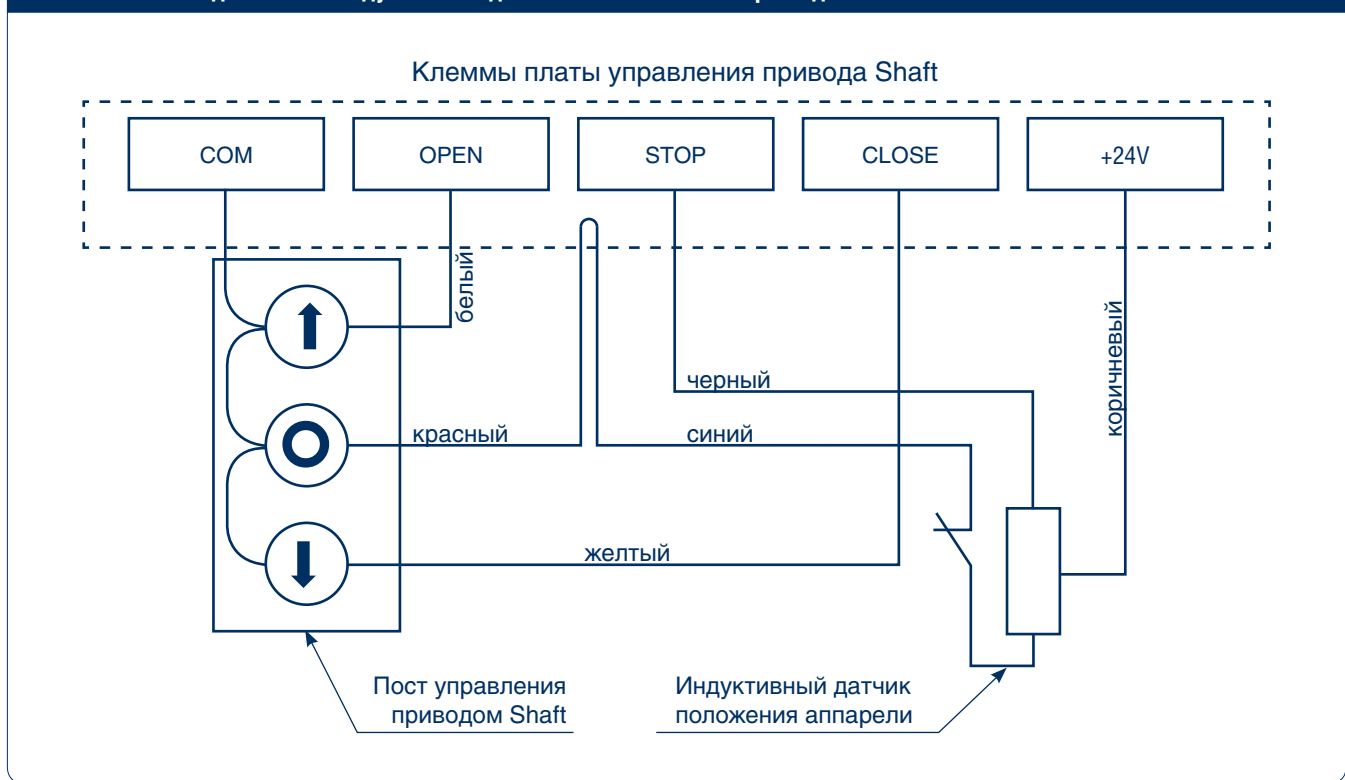 Клеммы платы управления привода Shaft
COM
OPEN
STOP
CLOSE
+24V
белый
коричневый
черный
красный
синий
желтый
Пост управления
приводом Shaft
Индуктивный датчик
положения аппарели